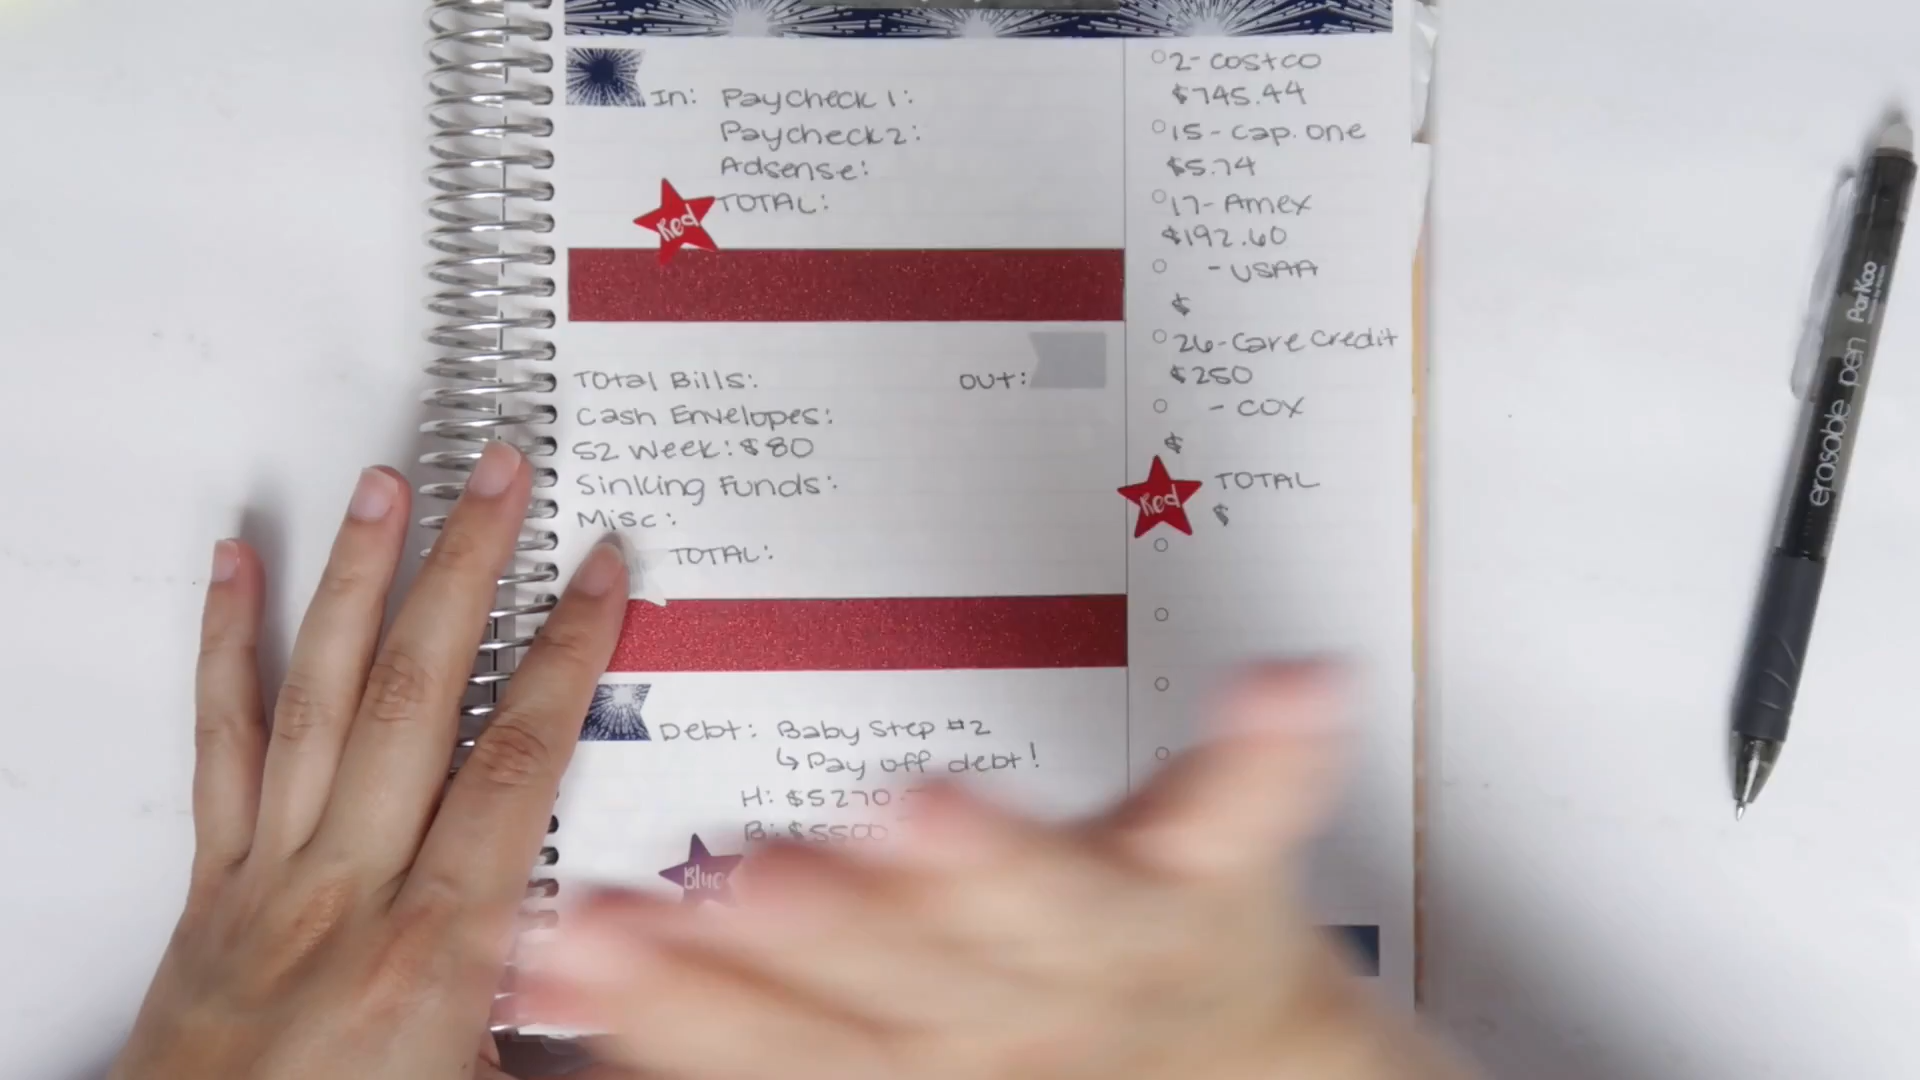 In: Paycheck 1:
Paycheck 2:
Adsense:
TOTAL:
Red
Total Bills:
Out:
Cash Envelopes:
52 Week: $80
Sinking Funds:
Misc:
TOTAL:
Debt: Baby Step #2
↳ Pay off debt!
H: $5270.
B: $5500
Blue
2- Costco
$745.44
15- Cap. One
$5.74
17- Amex
$192.60
- USAA
$
26- Care Credit
$250
- COX
$
Red
TOTAL
$
erasable pen ParKoo